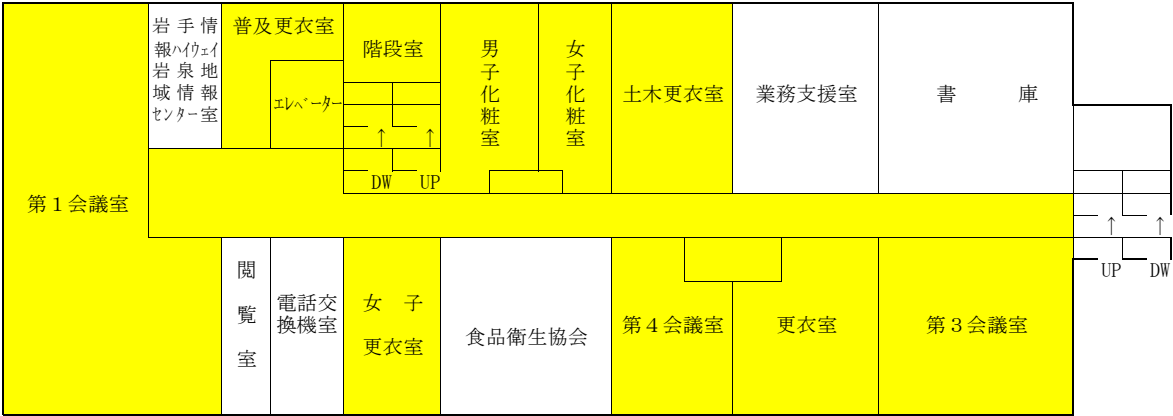 岩手情
報ﾊｲｳｪｲ
岩泉地
域情報
ｾﾝﾀｰ室
普及更衣室
ｴﾚﾍﾞｰﾀｰ
階段室
↑ ↑
DW UP
男子化粧室
女子化粧室
土木更衣室
業務支援室
書 庫
第１会議室
↑ ↑
UP DW
閲覧室
電話交
換機室
女 子
更衣室
食品衛生協会
第４会議室
更衣室
第３会議室